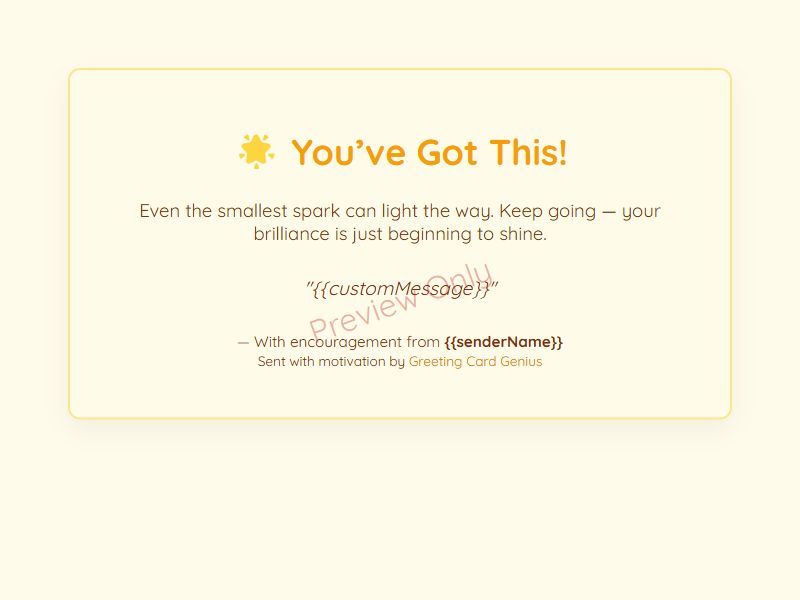 🌟 You’ve Got This!
Even the smallest spark can light the way. Keep going — your
brilliance is just beginning to shine.
"{{customMessage}}"
Preview Only
— With encouragement from {{senderName}}
Sent with motivation by Greeting Card Genius